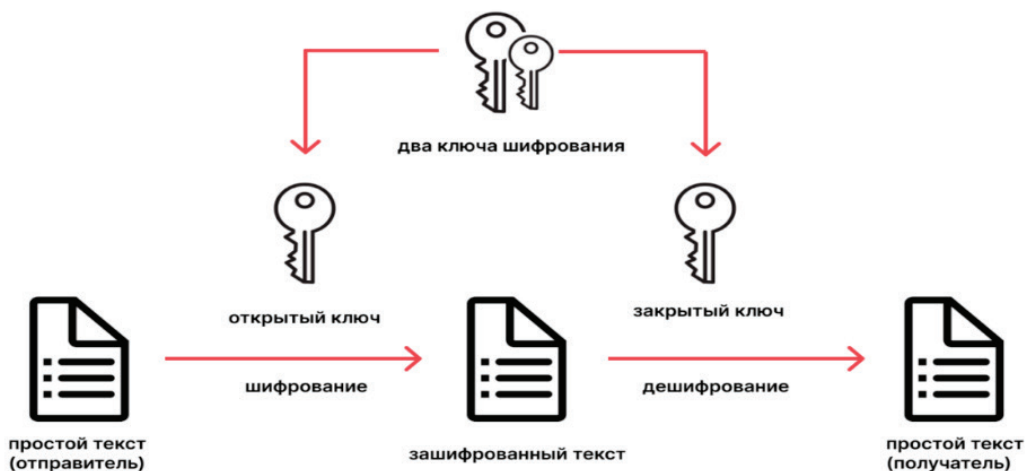 два ключа шифрования
открытый ключ
закрытый ключ
шифрование
дешифрование
простой текст
(отправитель)
зашифрованный текст
простой текст
(получатель)